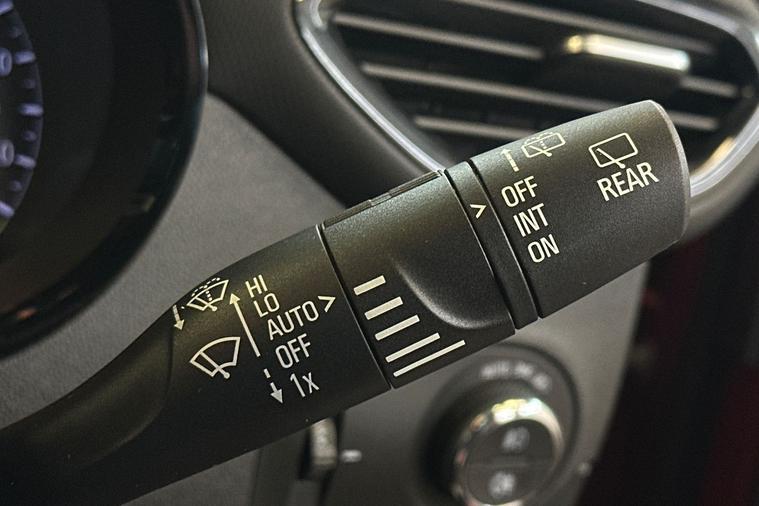 HI
LO
AUTO >
OFF
1x
>
OFF
INT
ON
REAR